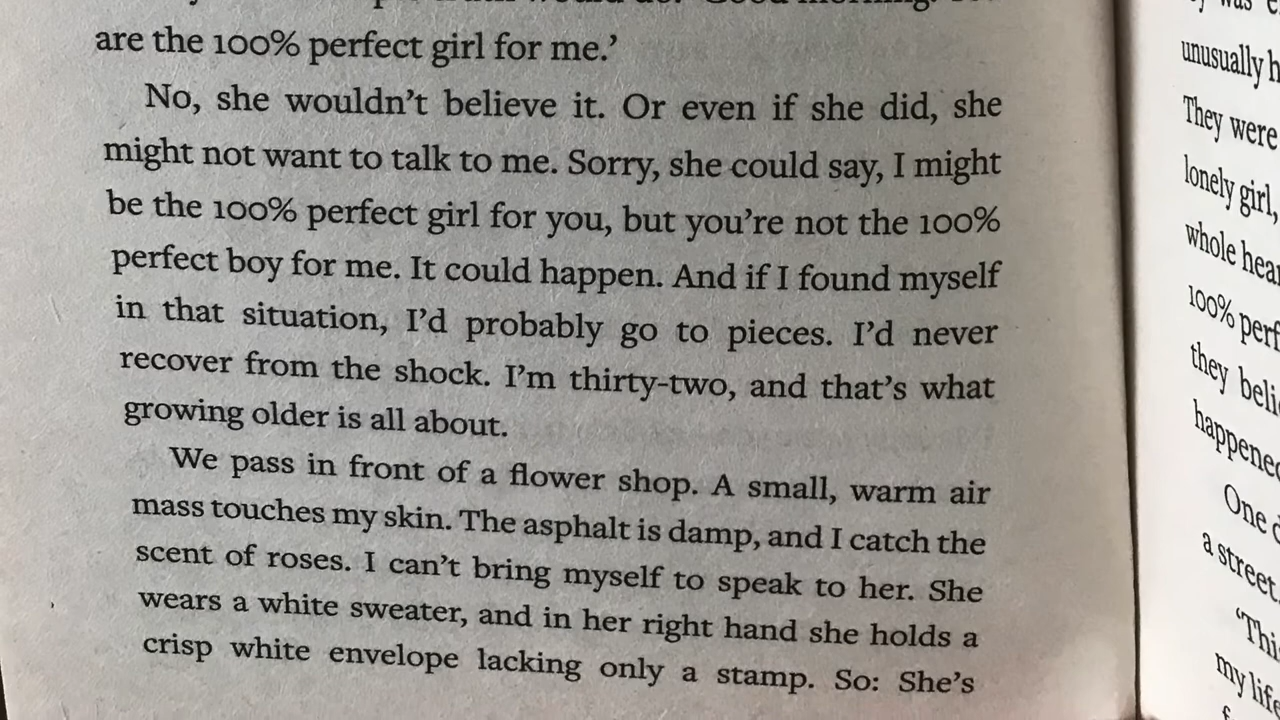 are the 100% perfect girl for me.’
No, she wouldn’t believe it. Or even if she did, she
might not want to talk to me. Sorry, she could say, I might
be the 100% perfect girl for you, but you’re not the 100%
perfect boy for me. It could happen. And if I found myself
in that situation, I’d probably go to pieces. I’d never
recover from the shock. I’m thirty-two, and that’s what
growing older is all about.
We pass in front of a flower shop. A small, warm air
mass touches my skin. The asphalt is damp, and I catch the
scent of roses. I can’t bring myself to speak to her. She
wears a white sweater, and in her right hand she holds a
crisp white envelope lacking only a stamp. So: She’s
unusually
They were
lonely girl,
whole
100%
they
One
a street.
my life